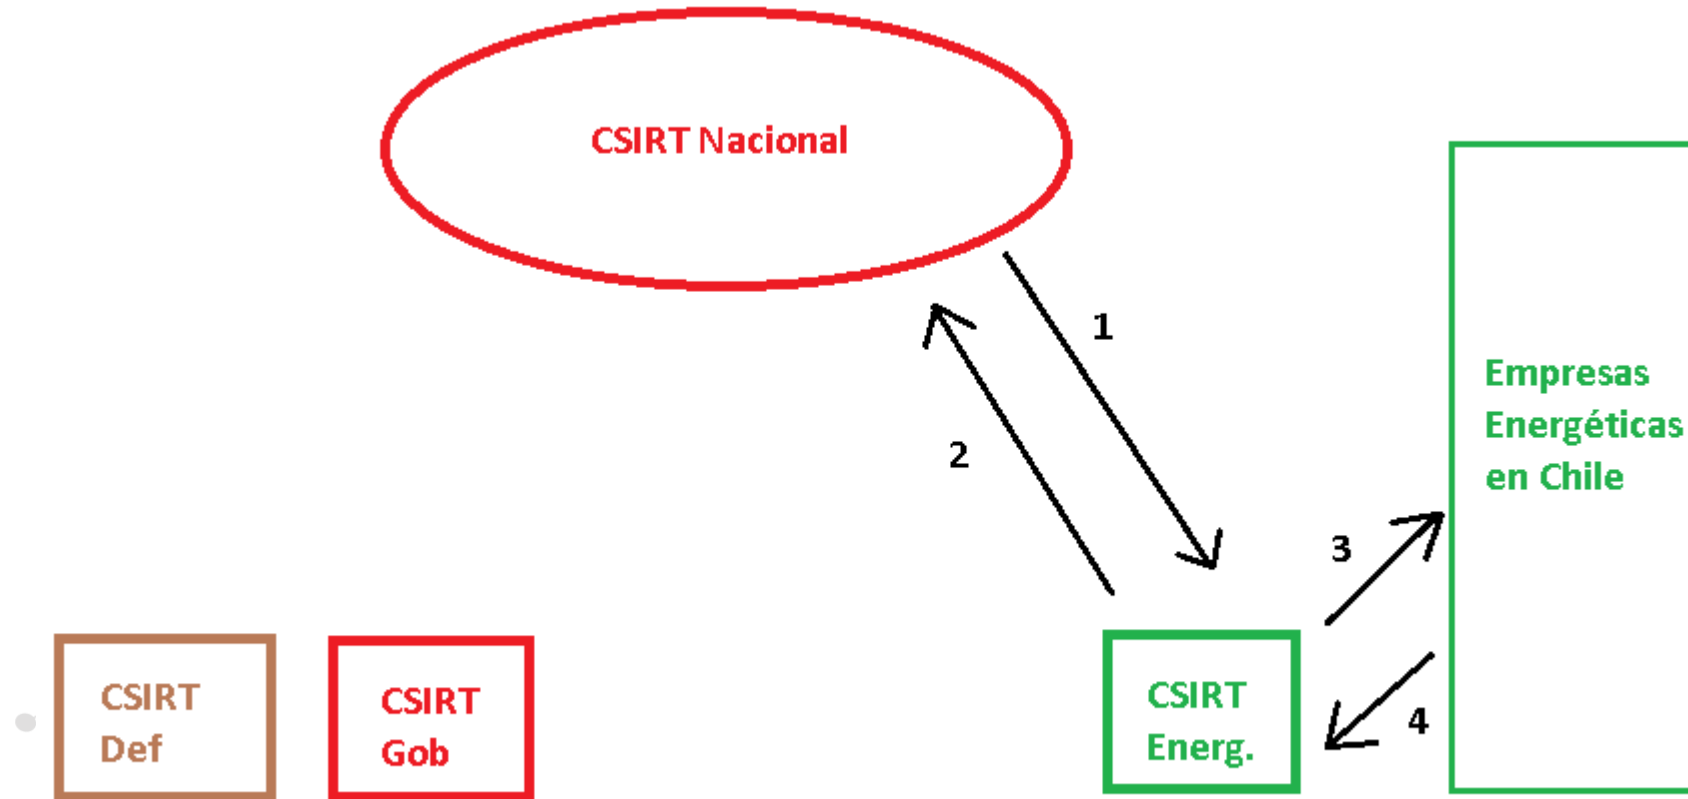 CSIRT Nacional
1
2
Empresas
Energéticas
en Chile
3
4
CSIRT
Def
CSIRT
Gob
CSIRT
Energ.